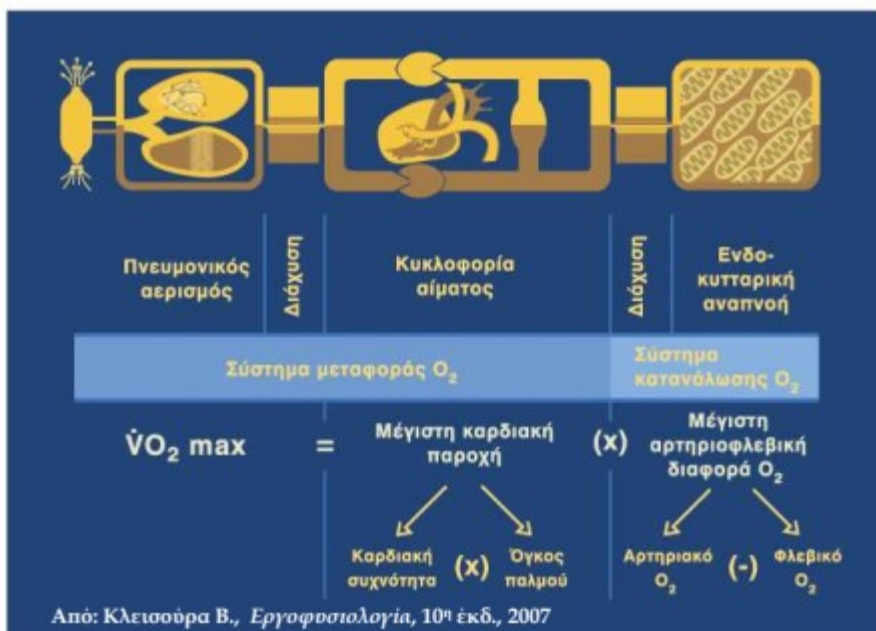 Πνευμονικός
αερισμός
Διάχυση
Κυκλοφορία
αίματος
Διάχυση
Ενδο-
κυτταρική
αναπνοή
Σύστημα μεταφοράς O₂
Σύστημα
κατανάλωσης O₂
V̇O₂ max
=
Μέγιστη καρδιακή
παροχή
(x)
Μέγιστη
αρτηριοφλεβική
διαφορά O₂
Καρδιακή
συχνότητα
(x)
Όγκος
παλμού
Αρτηριακό
O₂
(-)
Φλεβικό
O₂
Από: Κλεισούρα Β., Εργοφυσιολογία, 10η έκδ., 2007